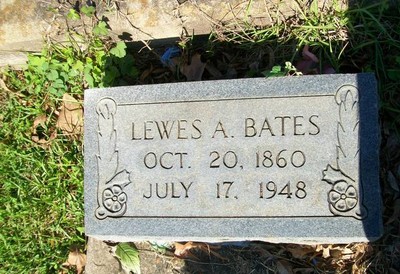 LEWES A. BATES
OCT. 20, 1860
JULY 17, 1948